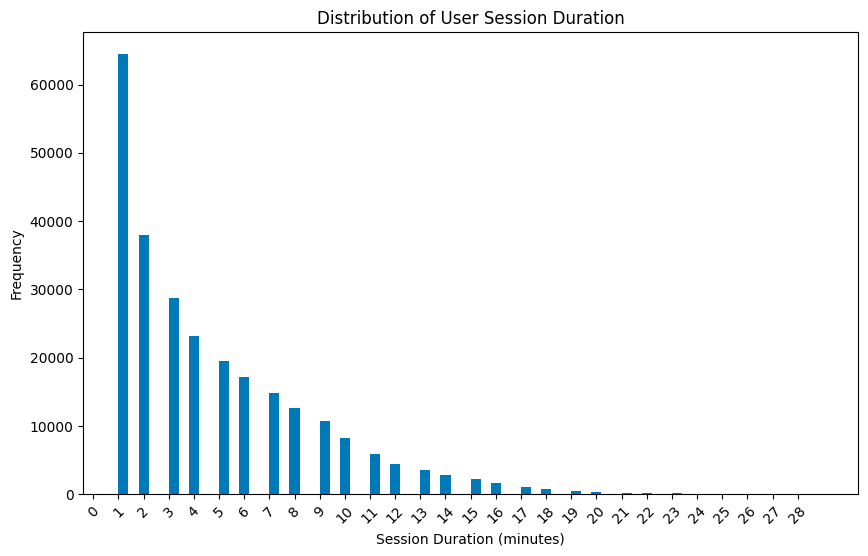 Distribution of User Session Duration
60000
50000
40000
30000
20000
10000
0
Frequency
0 1 2 3 4 5 6 7 8 9 10 11 12 13 14 15 16 17 18 19 20 21 22 23 24 25 26 27 28
Session Duration (minutes)